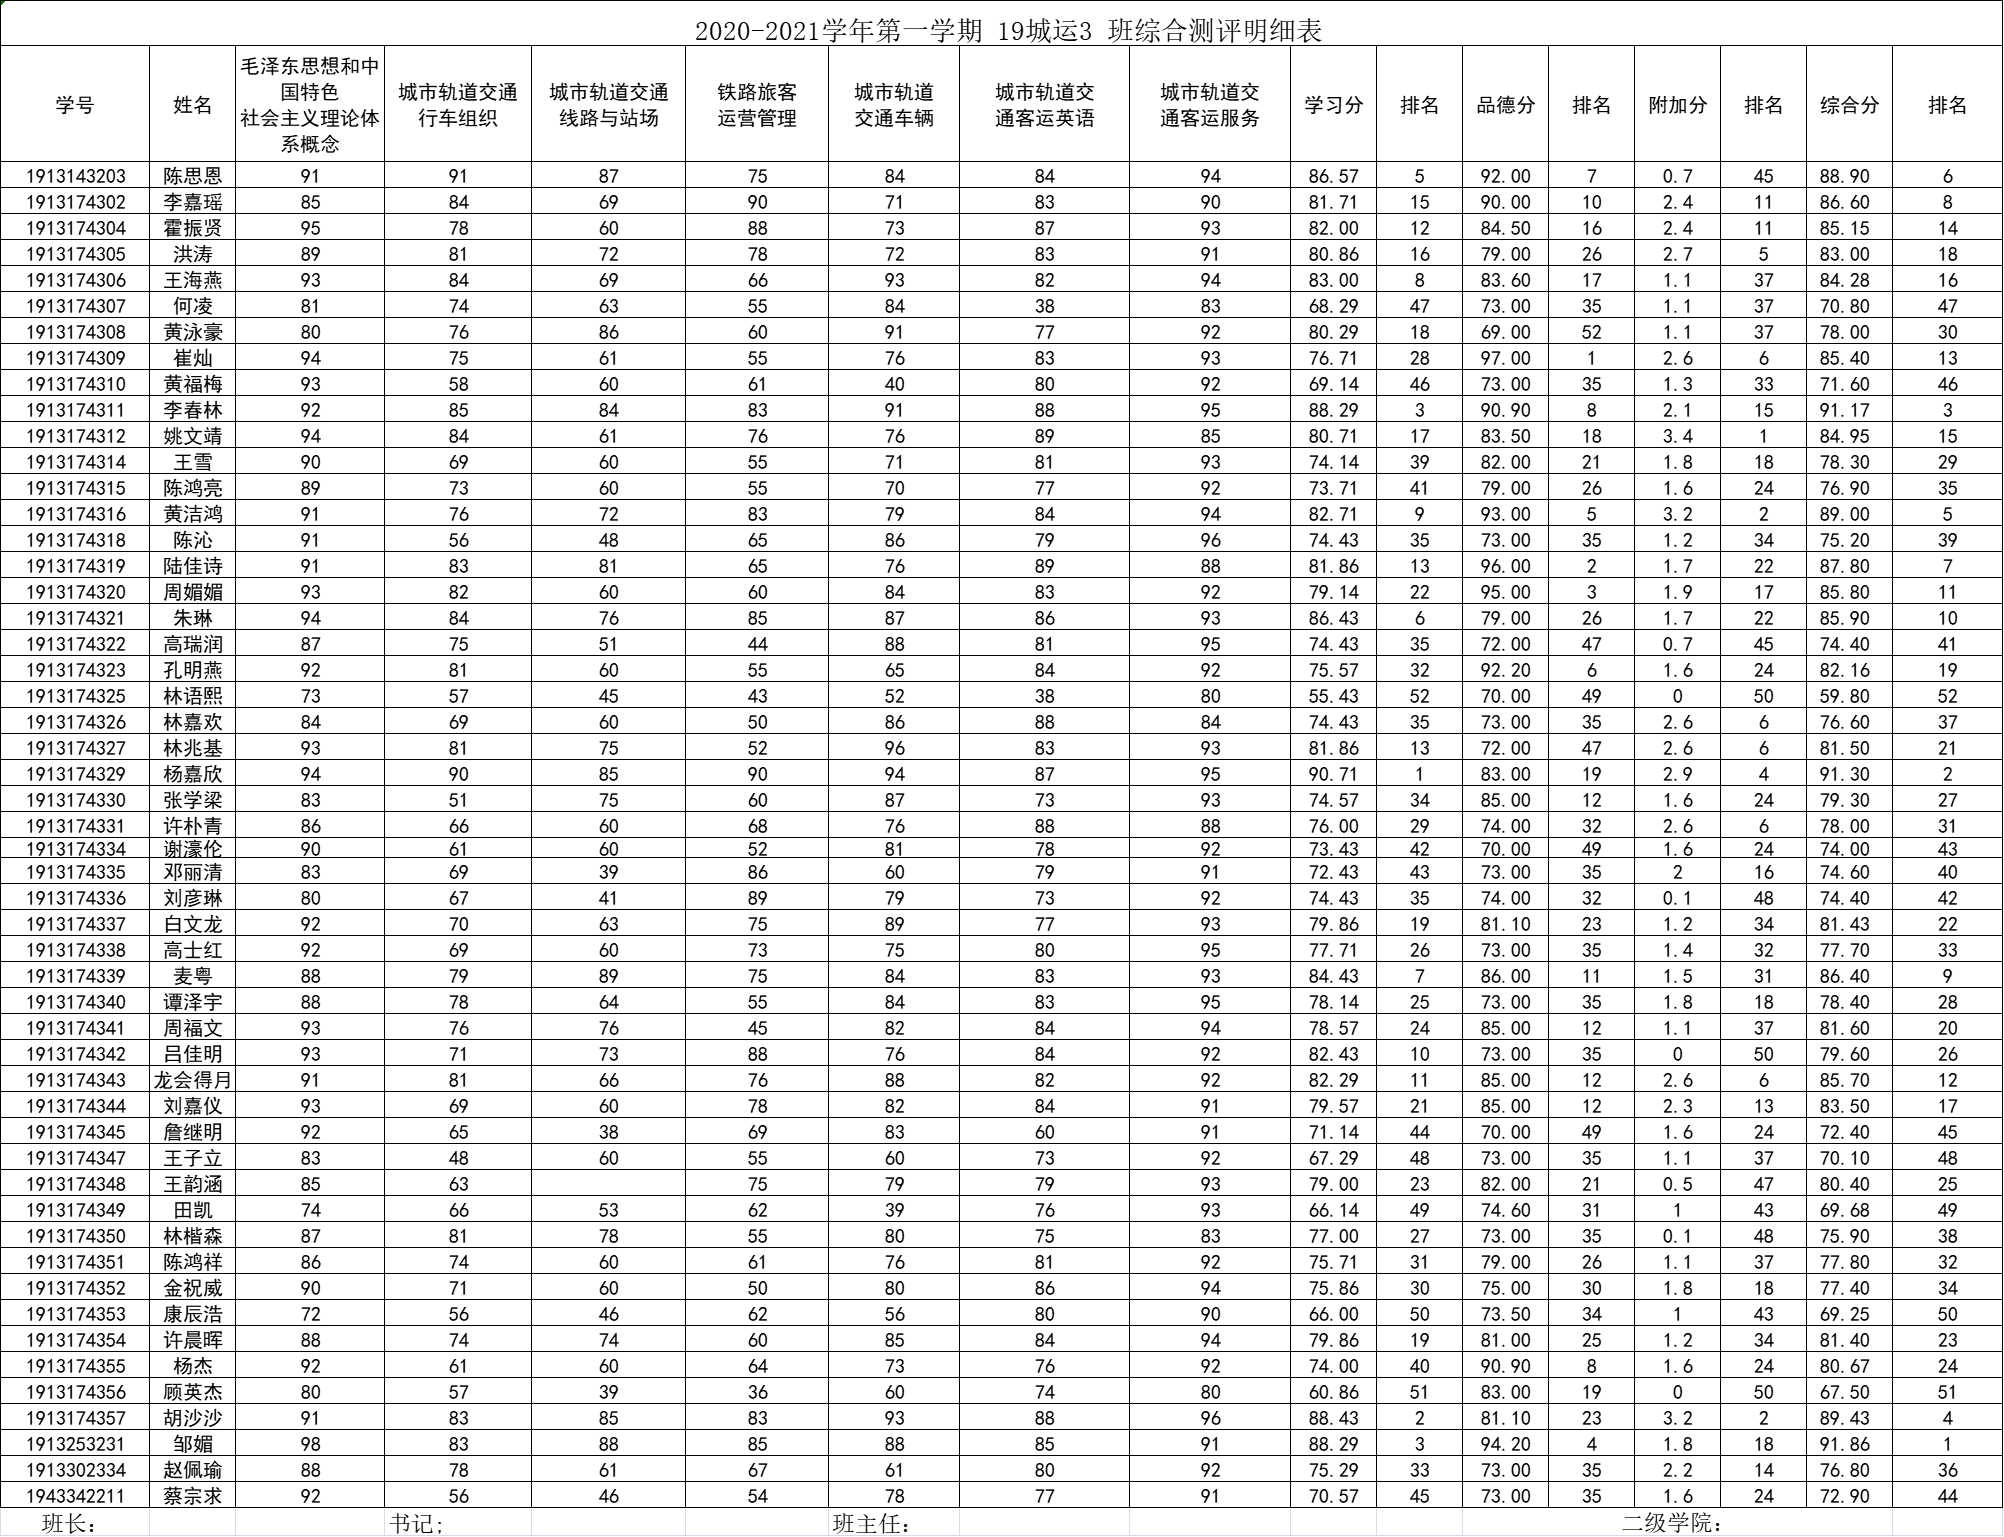 2020-2021学年第一学期 19城运3 班综合测评明细表
学号 姓名 毛泽东思想和中国特色社会主义理论体系概念 城市轨道交通行车组织 城市轨道交通线路与站场 铁路旅客运营管理 城市轨道交通车辆 城市轨道交通客运英语 城市轨道交通客运服务 学习分 排名 品德分 排名 附加分 排名 综合分 排名
1913143203 陈思恩 91 91 87 75 84 84 94 86.57 5 92.00 7 0.7 45 88.90 6
1913174302 李嘉瑶 85 84 69 90 71 83 90 81.71 15 90.00 10 2.4 11 86.60 8
1913174304 霍振贤 95 78 60 88 73 87 93 82.00 12 84.50 16 2.4 11 85.15 14
1913174305 洪涛 89 81 72 78 72 83 91 80.86 16 79.00 26 2.7 5 83.00 18
1913174306 王海燕 93 84 69 66 93 82 94 83.00 8 83.60 17 1.1 37 84.28 16
1913174307 何凌 81 74 63 55 84 38 83 68.29 47 73.00 35 1.1 37 70.80 47
1913174308 黄泳豪 80 76 86 60 91 77 92 80.29 18 69.00 52 1.1 37 78.00 30
1913174309 崔灿 94 75 61 55 76 83 93 76.71 28 97.00 1 2.6 6 85.40 13
1913174310 黄福梅 93 58 60 61 40 80 92 69.14 46 73.00 35 1.3 33 71.60 46
1913174311 李春林 92 85 84 83 91 88 95 88.29 3 90.90 8 2.1 15 91.17 3
1913174312 姚文靖 94 84 61 76 76 89 85 80.71 17 83.50 18 3.4 1 84.95 15
1913174314 王雪 90 69 60 55 71 81 93 74.14 39 82.00 21 1.8 18 78.30 29
1913174315 陈鸿亮 89 73 60 55 70 77 92 73.71 41 79.00 26 1.6 24 76.90 35
1913174316 黄洁鸿 91 76 72 83 79 84 94 82.71 9 93.00 5 3.2 2 89.00 5
1913174318 陈沁 91 56 48 65 86 79 96 74.43 35 73.00 35 1.2 34 75.20 39
1913174319 陆佳诗 91 83 81 65 76 89 88 81.86 13 96.00 2 1.7 22 87.80 7
1913174320 周媚媚 93 82 60 60 84 83 92 79.14 22 95.00 3 1.9 17 85.80 11
1913174321 朱琳 94 84 76 85 87 86 93 86.43 6 79.00 26 1.7 22 85.90 10
1913174322 高瑞润 87 75 51 44 88 81 95 74.43 35 72.00 47 0.7 45 74.40 41
1913174323 孔明燕 92 81 60 55 65 84 92 75.57 32 92.20 6 1.6 24 82.16 19
1913174325 林语熙 73 57 45 43 52 38 80 55.43 52 70.00 49 0 50 59.80 52
1913174326 林嘉欢 84 69 60 50 86 88 84 74.43 35 73.00 35 2.6 6 76.60 37
1913174327 林兆基 93 81 75 52 96 83 93 81.86 13 72.00 47 2.6 6 81.50 21
1913174329 杨嘉欣 94 90 85 90 94 87 95 90.71 1 83.00 19 2.9 4 91.30 2
1913174330 张学梁 83 51 75 60 87 73 93 74.57 34 85.00 12 1.6 24 79.30 27
1913174331 许朴青 86 66 60 68 76 88 88 76.00 29 74.00 32 2.6 6 78.00 31
1913174334 谢濠伦 90 61 60 52 81 78 92 73.43 42 70.00 49 1.6 24 74.00 43
1913174335 邓丽清 83 69 39 86 60 79 91 72.43 43 73.00 35 2 16 74.60 40
1913174336 刘彦琳 80 67 41 89 79 73 92 74.43 35 74.00 32 0.1 48 74.40 42
1913174337 白文龙 92 70 63 75 89 77 93 79.86 19 81.10 23 1.2 34 81.43 22
1913174338 高士红 92 69 60 73 75 80 95 77.71 26 73.00 35 1.4 32 77.70 33
1913174339 麦粤 88 79 89 75 84 83 93 84.43 7 86.00 11 1.5 31 86.40 9
1913174340 谭泽宇 88 78 64 55 84 83 95 78.14 25 73.00 35 1.8 18 78.40 28
1913174341 周福文 93 76 76 45 82 84 94 78.57 24 85.00 12 1.1 37 81.60 20
1913174342 吕佳明 93 71 73 88 76 84 92 82.43 10 73.00 35 0 50 79.60 26
1913174343 龙会得月 91 81 66 76 88 82 92 82.29 11 85.00 12 2.6 6 85.70 12
1913174344 刘嘉仪 93 69 60 78 82 84 91 79.57 21 85.00 12 2.3 13 83.50 17
1913174345 詹继明 92 65 38 69 83 60 91 71.14 44 70.00 49 1.6 24 72.40 45
1913174347 王子立 83 48 60 55 60 73 92 67.29 48 73.00 35 1.1 37 70.10 48
1913174348 王韵涵 85 63 75 79 79 93 79.00 23 82.00 21 0.5 47 80.40 25
1913174349 田凯 74 66 53 62 39 76 93 66.14 49 74.60 31 1 43 69.68 49
1913174350 林楷森 87 81 78 55 80 75 83 77.00 27 73.00 35 0.1 48 75.90 38
1913174351 陈鸿祥 86 74 60 61 76 81 92 75.71 31 79.00 26 1.1 37 77.80 32
1913174352 金祝威 90 71 60 50 80 86 94 75.86 30 75.00 30 1.8 18 77.40 34
1913174353 康辰浩 72 56 46 62 56 80 90 66.00 50 73.50 34 1 43 69.25 50
1913174354 许晨晖 88 74 74 60 85 84 94 79.86 19 81.00 25 1.2 34 81.40 23
1913174355 杨杰 92 61 60 64 73 76 92 74.00 40 90.90 8 1.6 24 80.67 24
1913174356 顾英杰 80 57 39 36 60 74 80 60.86 51 83.00 19 0 50 67.50 51
1913174357 胡沙沙 91 83 85 83 93 88 96 88.43 2 81.10 23 3.2 2 89.43 4
1913253231 邹媚 98 83 88 85 88 85 91 88.29 3 94.20 4 1.8 18 91.86 1
1913302334 赵佩瑜 88 78 61 67 61 80 92 75.29 33 73.00 35 2.2 14 76.80 36
1943342211 蔡宗求 92 56 46 54 78 77 91 70.57 45 73.00 35 1.6 24 72.90 44
班长： 书记； 班主任： 二级学院：